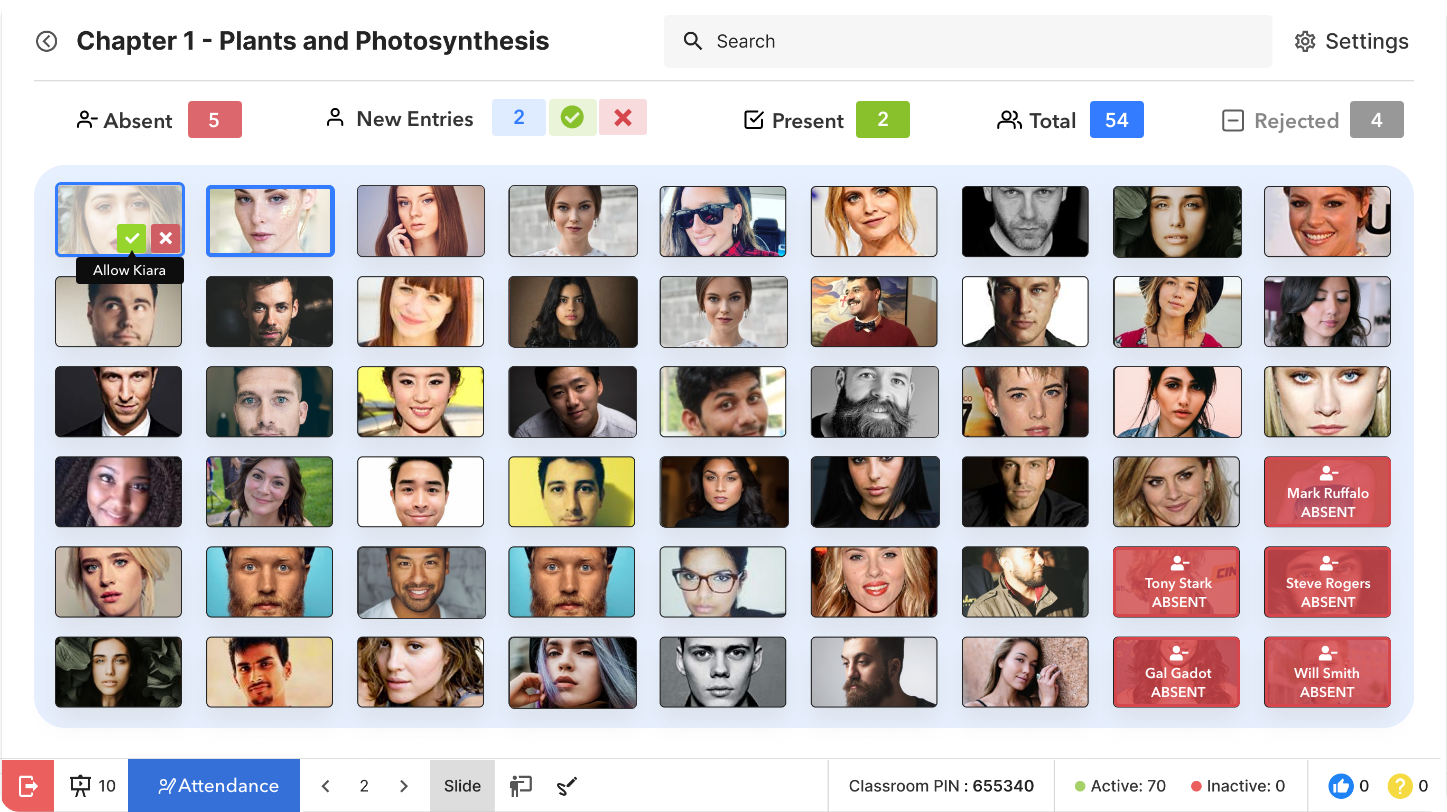 Chapter 1 - Plants and Photosynthesis
Search
Settings
Absent 5
New Entries 2
Present 2
Total 54
Rejected 4
Allow Kiara
Mark Ruffalo
ABSENT
Tony Stark
ABSENT
Steve Rogers
ABSENT
Gal Gadot
ABSENT
Will Smith
ABSENT
10
Attendance
2
Slide
Classroom PIN : 655340
Active: 70
Inactive: 0
0
? 0